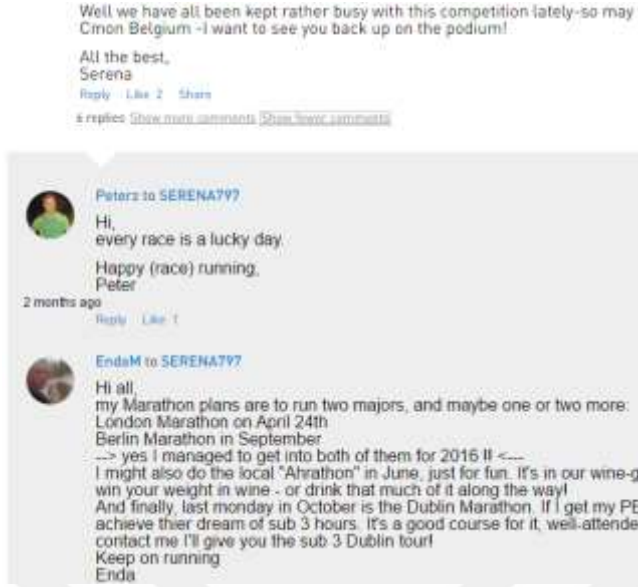 Well we have all been kept rather busy with this competition lately-so may
Cmon Belgium -i want to see you back up on the podium!
All the best,
Serena
Reply Like 2 Share
6 replies Show more comments Show fewer comments
Peterz to SERENA797
Hi,
every race is a lucky day.
Happy (race) running,
Peter
2 months ago
Reply Like 1
EndaM to SERENA797
Hi all,
my Marathon plans are to run two majors, and maybe one or two more:
London Marathon on April 24th
Berlin Marathon in September
--> yes I managed to get into both of them for 2016 !! <---
I might also do the local "Ahrathon" in June, just for fun. It's in our wine-g
win your weight in wine - or drink that much of it along the way!
And finally, last monday in October is the Dublin Marathon. If I get my PB
achieve thier dream of sub 3 hours. It's a good course for it, well-attende
contact me I'll give you the sub 3 Dublin tour!
Keep on running
Enda